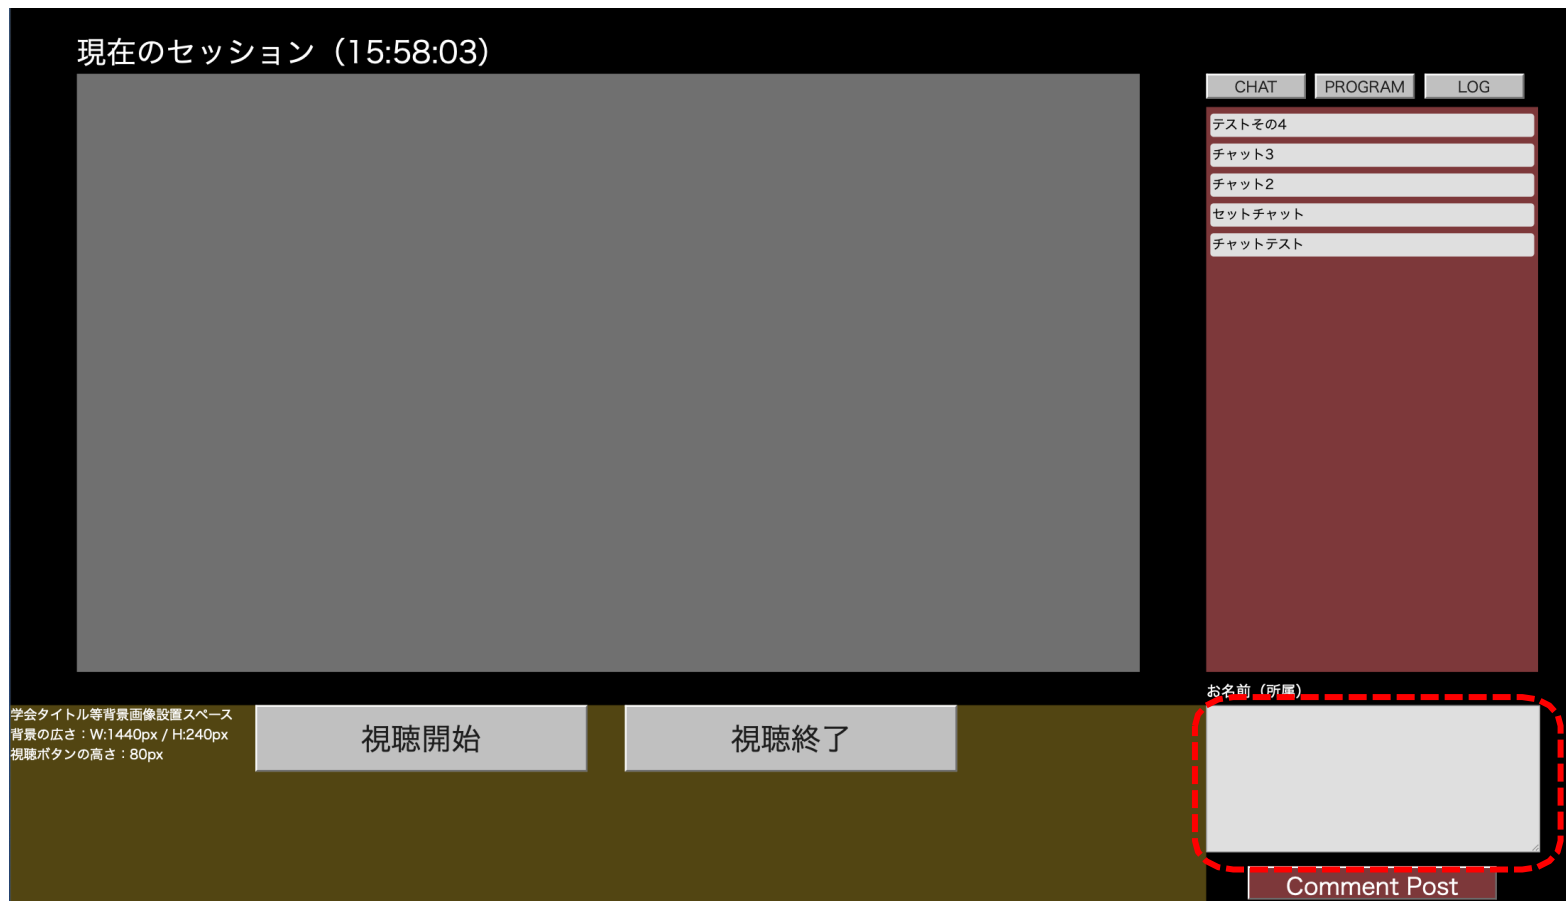 現在のセッション（15:58:03）
CHAT
PROGRAM
LOG
テストその4
チャット3
チャット2
セットチャット
チャットテスト
お名前（所属）
学会タイトル等背景画像設置スペース
背景の広さ：W:1440px / H:240px
視聴ボタンの高さ：80px
視聴開始
視聴終了
Comment Post